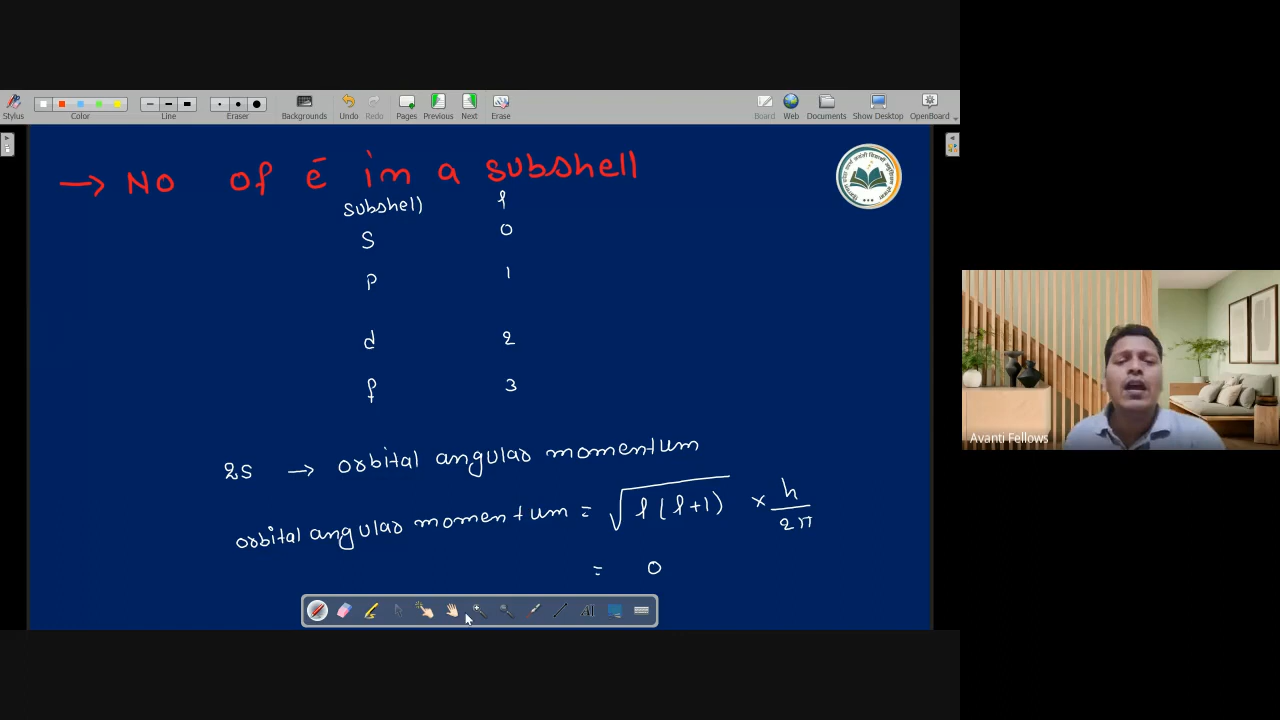 Stylus Color Line Eraser Backgrounds Undo Redo Pages Previous Next Erase Board Web Documents Show Desktop OpenBoard
→ No of ē in a subshell
subshell l
S 0
p 1
d 2
f 3
2s → orbital angular momentum
orbital angular momentum = √l(l+1) × h/2π
= 0
Avanti Fellows